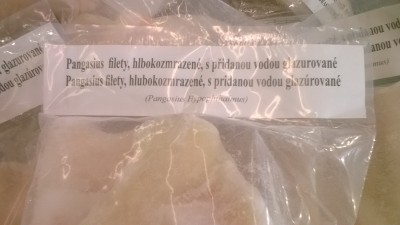 Pangasius filety, hlbokozmrazené, s přidanou vodou glazurované
Pangasius filety, hlubokozmrazené, s pridanou vodou glazúrované
(Pangasius Hypophthalmus)